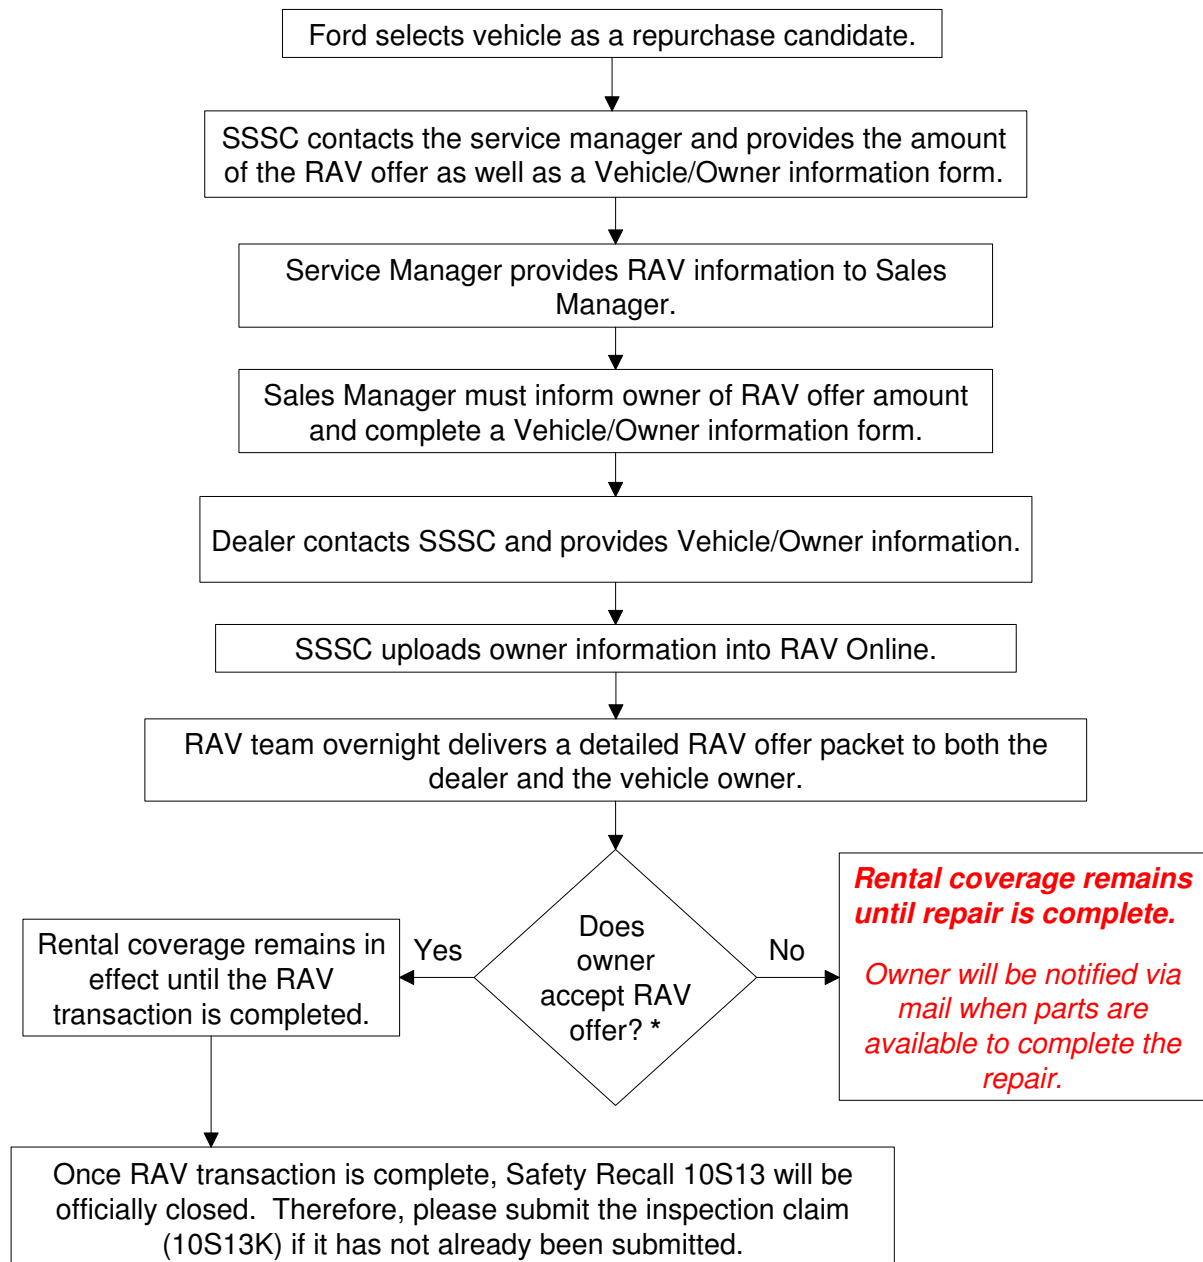 Ford selects vehicle as a repurchase candidate.
SSSC contacts the service manager and provides the amount
of the RAV offer as well as a Vehicle/Owner information form.
Service Manager provides RAV information to Sales
Manager.
Sales Manager must inform owner of RAV offer amount
and complete a Vehicle/Owner information form.
Dealer contacts SSSC and provides Vehicle/Owner information.
SSSC uploads owner information into RAV Online.
RAV team overnight delivers a detailed RAV offer packet to both the
dealer and the vehicle owner.
Does
owner
accept RAV
offer? *
Yes
Rental coverage remains in
effect until the RAV
transaction is completed.
No
Rental coverage remains
until repair is complete.
Owner will be notified via
mail when parts are
available to complete the
repair.
Once RAV transaction is complete, Safety Recall 10S13 will be
officially closed.  Therefore, please submit the inspection claim
(10S13K) if it has not already been submitted.